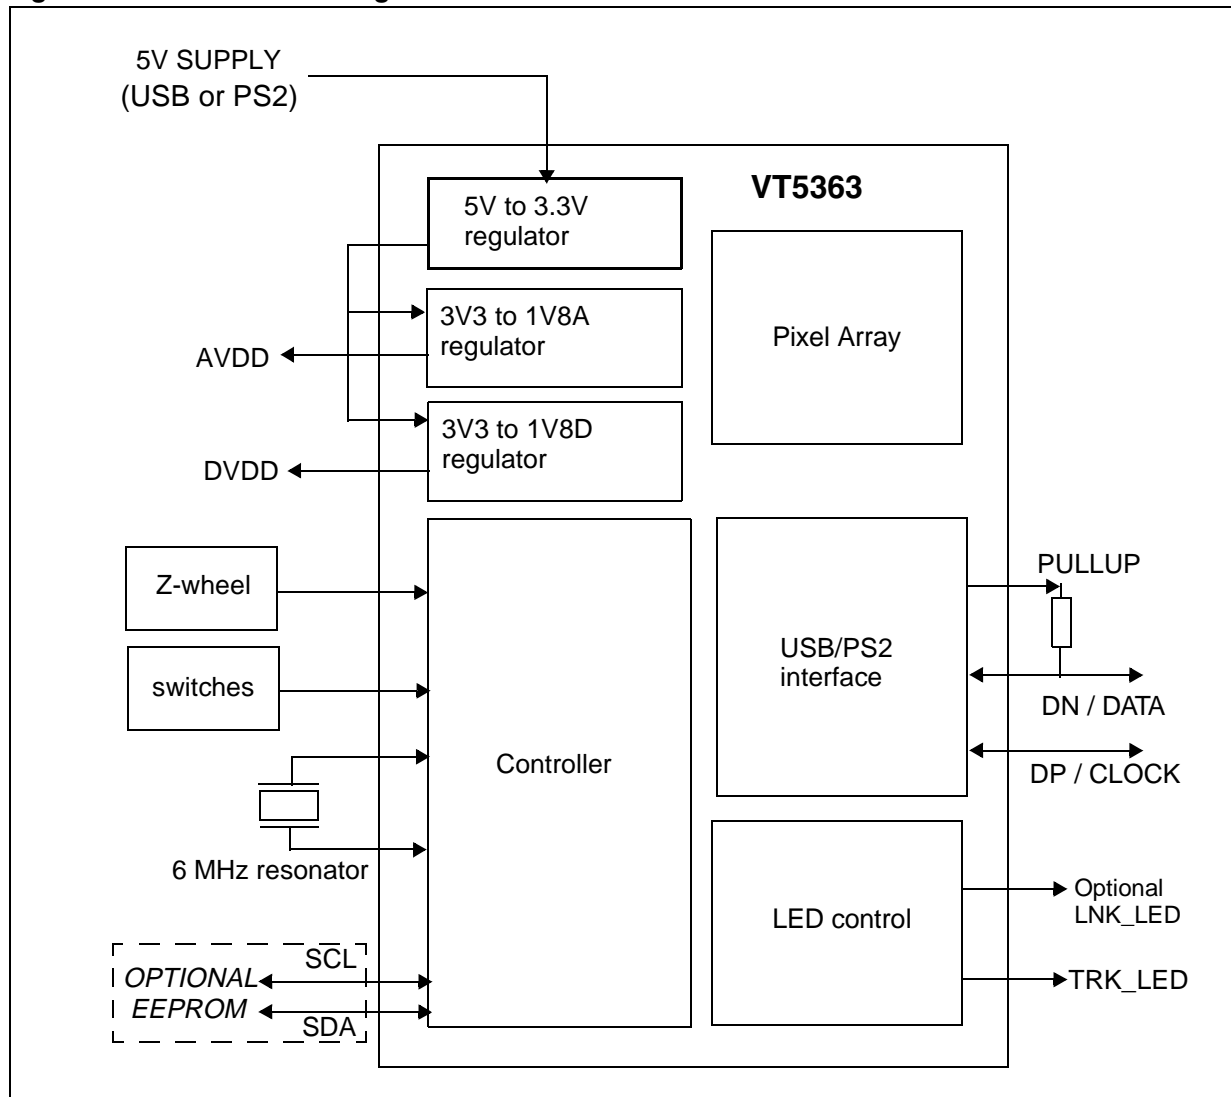 5V SUPPLY
(USB or PS2)
VT5363
5V to 3.3V
regulator
Pixel Array
3V3 to 1V8A
regulator
AVDD
3V3 to 1V8D
regulator
DVDD
Z-wheel
switches
Controller
6 MHz resonator
OPTIONAL
EEPROM
SCL
SDA
USB/PS2
interface
PULLUP
DN / DATA
DP / CLOCK
LED control
Optional
LNK_LED
TRK_LED